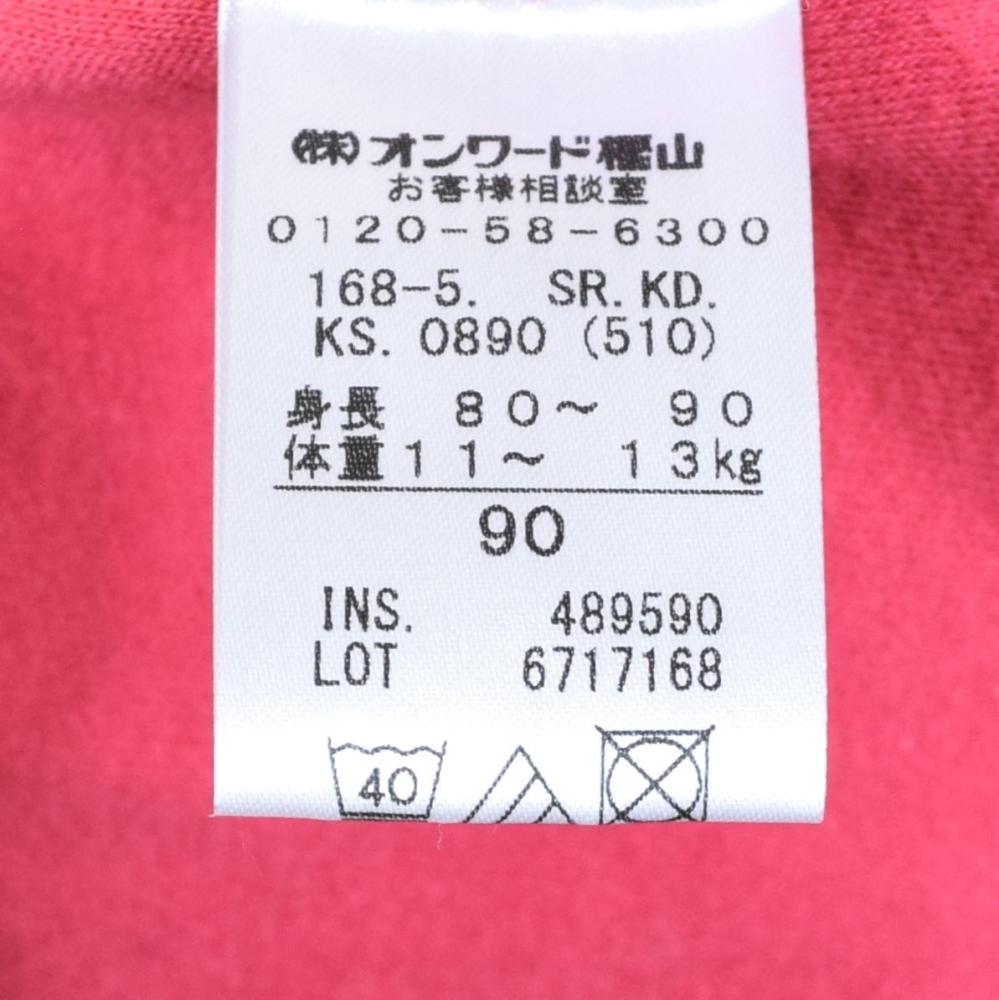 ㈱オンワード樫山
お客様相談室
0120-58-6300
168-5. SR. KD.
KS. 0890 (510)
身長 80～ 90
体重11～ 13kg
90
INS. 489590
LOT 6717168
40